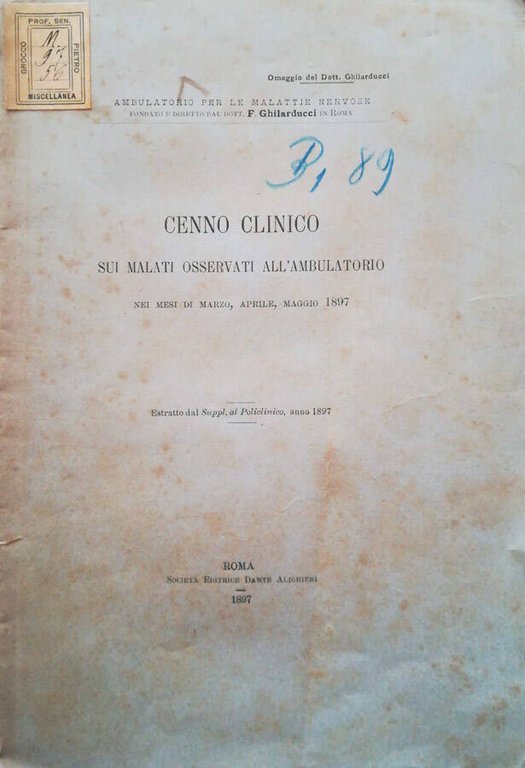 PROF. SEN.
GROCCO
PIETRO
M
MISCELLANEA
Omaggio del Dott. Ghilarducci
AMBULATORIO PER LE MALATTIE NERVOSE
FONDATO E DIRETTO DAL DOTT. F. Ghilarducci IN ROMA
89
CENNO CLINICO
SUI MALATI OSSERVATI ALL'AMBULATORIO
NEI MESI DI MARZO, APRILE, MAGGIO 1897
Estratto dal Suppl. al Policlinico, anno 1897
ROMA
SOCIETÀ EDITRICE DANTE ALIGHIERI
1897